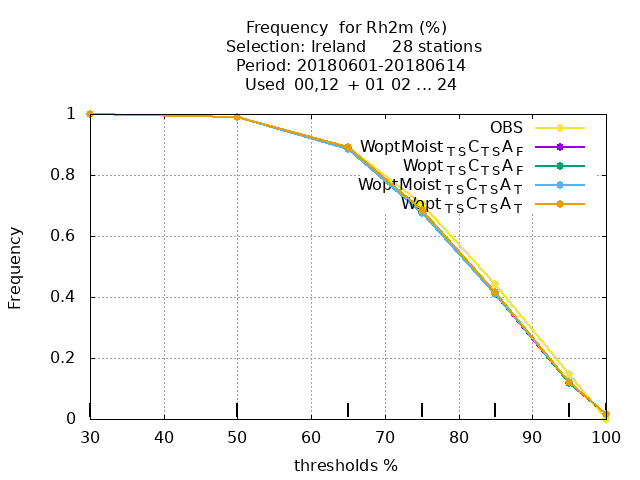 Frequency for Rh2m (%)
Selection: Ireland 28 stations
Period: 20180601-20180614
Used 00,12 + 01 02 ... 24
OBS
WoptMoist TS C TS A F
Wopt TS C TS A F
WoptMoist TS C TS A T
Wopt TS C TS A T
Frequency
1
0.8
0.6
0.4
0.2
0
30 40 50 60 70 80 90 100
thresholds %